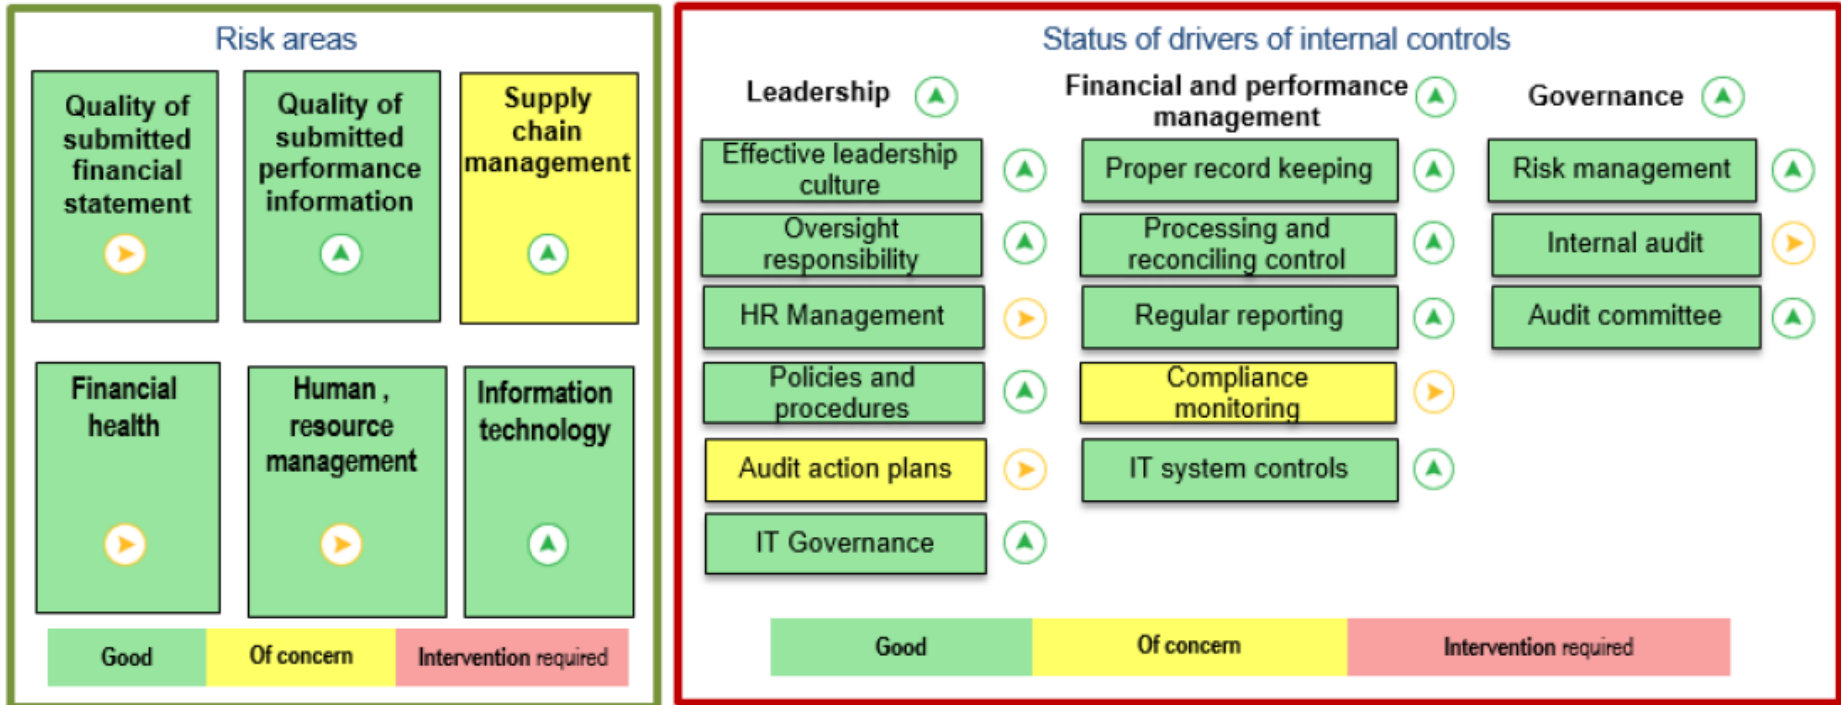 Risk areas
Quality of
submitted
financial
statement
Quality of
submitted
performance
information
Supply
chain
management
Financial
health
Human ,
resource
management
Information
technology
Good
Of concern
Intervention required
Status of drivers of internal controls
Leadership
Effective leadership
culture
Oversight
responsibility
HR Management
Policies and
procedures
Audit action plans
IT Governance
Financial and performance
management
Proper record keeping
Processing and
reconciling control
Regular reporting
Compliance
monitoring
IT system controls
Governance
Risk management
Internal audit
Audit committee
Good
Of concern
Intervention required